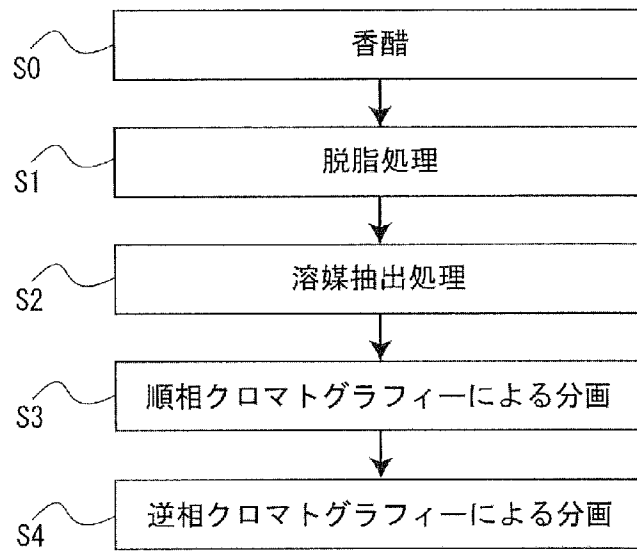 香醋
S0
脱脂処理
S1
溶媒抽出処理
S2
順相クロマトグラフィーによる分画
S3
逆相クロマトグラフィーによる分画
S4